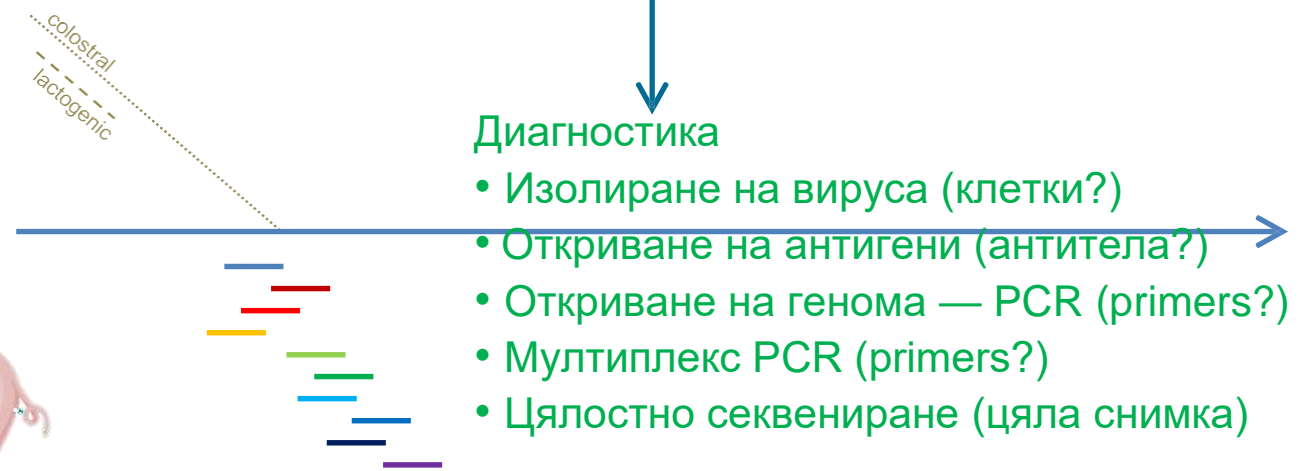 colostral
lactogenic
Диагностика
• Изолиране на вируса (клетки?)
• Откриване на антигени (антитела?)
• Откриване на генома — PCR (primers?)
• Мултиплекс PCR (primers?)
• Цялостно секвениране (цяла снимка)